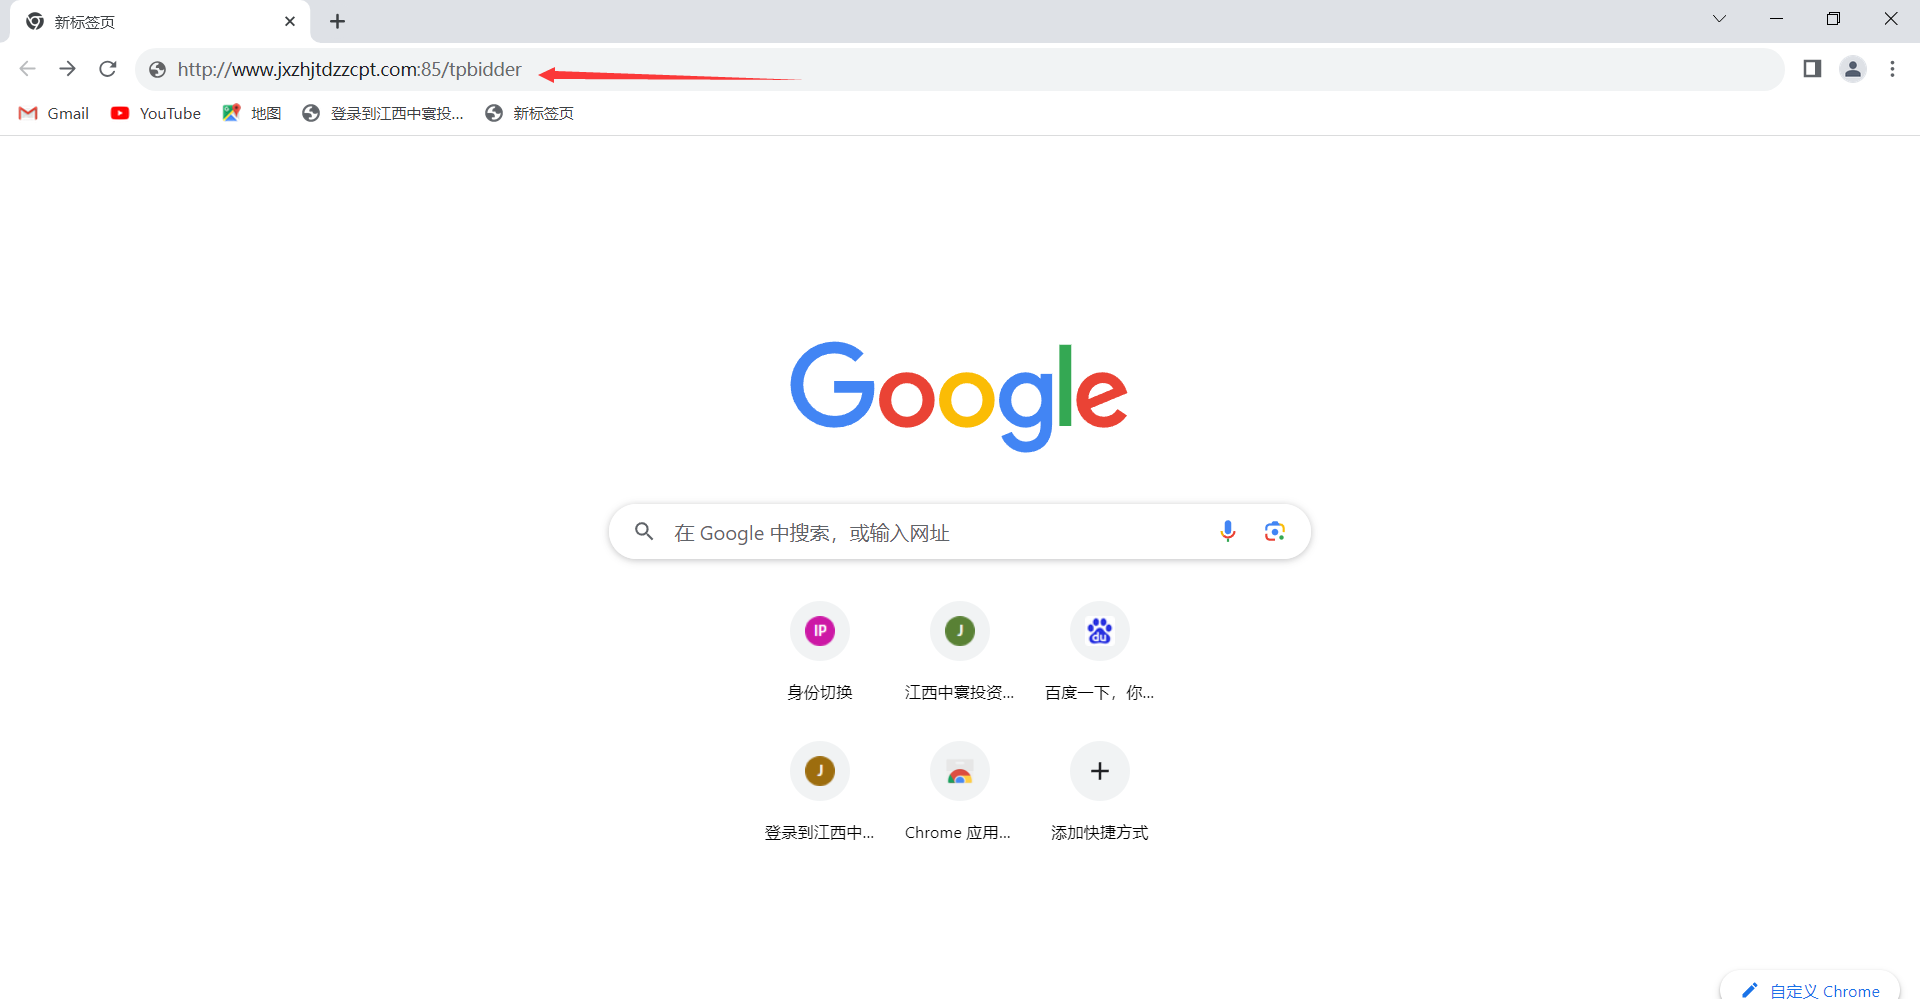 新标签页
http://www.jxzhjtdzzcpt.com:85/tpbidder
Gmail YouTube 地图 登录到江西中寰投... 新标签页
Google
在 Google 中搜索，或输入网址
IP J du
身份切换 江西中寰投资... 百度一下，你...
J
登录到江西中... Chrome 应用... 添加快捷方式
自定义 Chrome